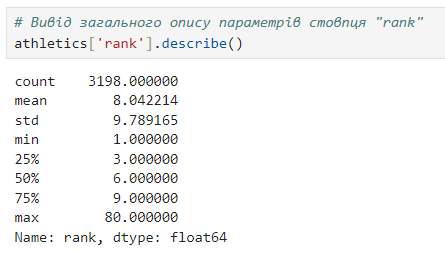 # Вивід загального опису параметрів стовпця "rank"
athletics['rank'].describe()
count    3198.000000
mean        8.042214
std         9.789165
min         1.000000
25%         3.000000
50%         6.000000
75%         9.000000
max        80.000000
Name: rank, dtype: float64